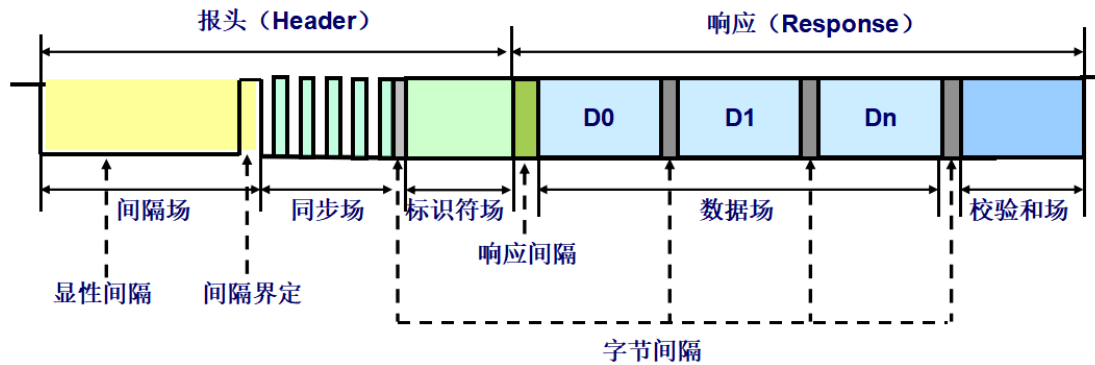 报头（Header）
响应（Response）
D0
D1
Dn
间隔场
同步场
标识符场
数据场
校验和场
响应间隔
显性间隔
间隔界定
字节间隔